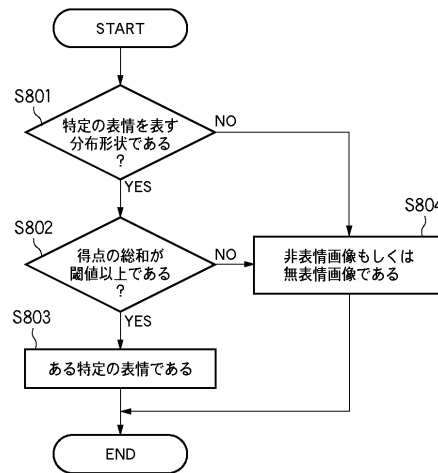 START
S801
特定の表情を表す
分布形状である
?
NO
YES
S802
得点の総和が
閾値以上である
?
NO
YES
S804
非表情画像もしくは
無表情画像である
S803
ある特定の表情である
END